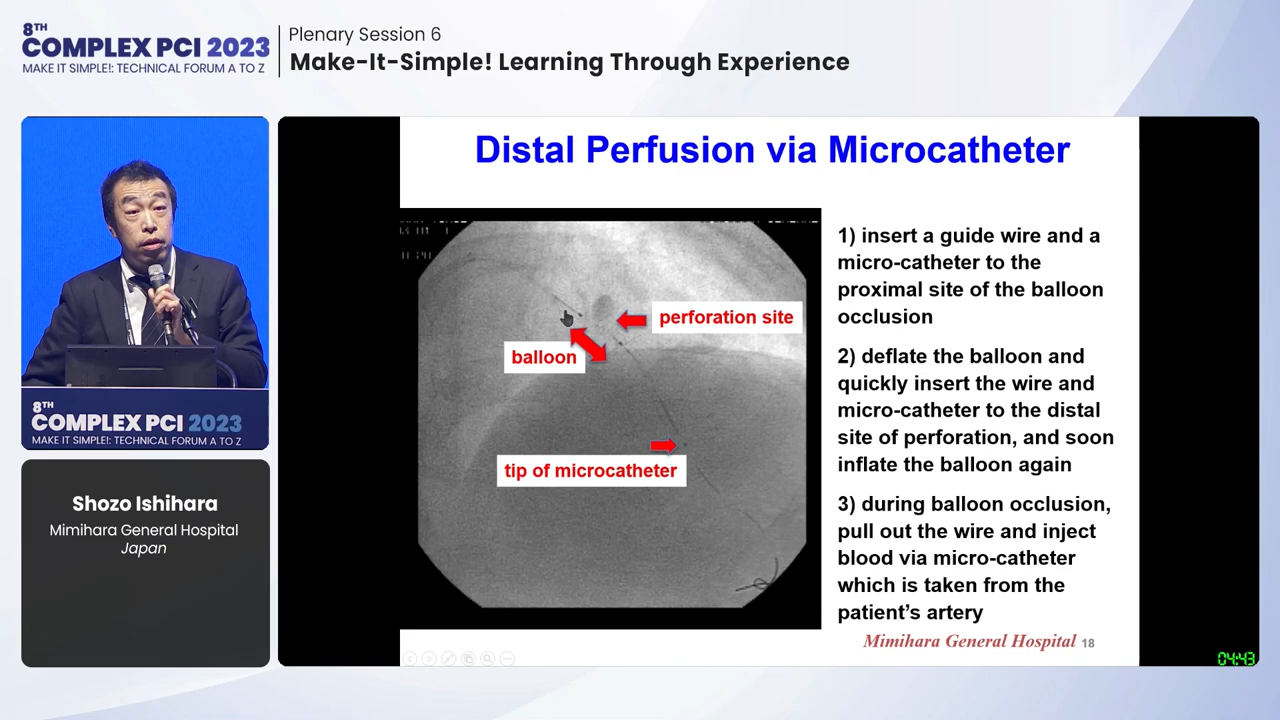 8TH
COMPLEX PCI 2023
MAKE IT SIMPLE!: TECHNICAL FORUM A TO Z
Plenary Session 6
Make-It-Simple! Learning Through Experience
8TH
COMPLEX PCI 2023
MAKE IT SIMPLE!: TECHNICAL FORUM A TO Z
Shozo Ishihara
Mimihara General Hospital
Japan
Distal Perfusion via Microcatheter
perforation site
balloon
tip of microcatheter
1) insert a guide wire and a
micro-catheter to the
proximal site of the balloon
occlusion
2) deflate the balloon and
quickly insert the wire and
micro-catheter to the distal
site of perforation, and soon
inflate the balloon again
3) during balloon occlusion,
pull out the wire and inject
blood via micro-catheter
which is taken from the
patient's artery
Mimihara General Hospital 18
04:43